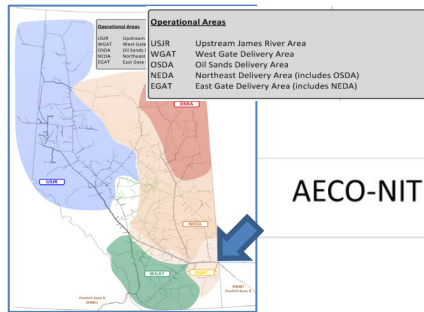 Operational Areas
USJR Upstream James River Area
WGAT West Gate Delivery Area
OSDA Oil Sands Delivery Area
NEDA Northeast Delivery Area (includes OSDA)
EGAT East Gate Delivery Area (includes NEDA)
Operational Areas
USJR Upstream
WGAT West Gate
OSDA Oil Sands
NEDA Northeast
EGAT East Gate
OSDA
USJR
AECO-NIT
NEDA
WGAT
EGAT